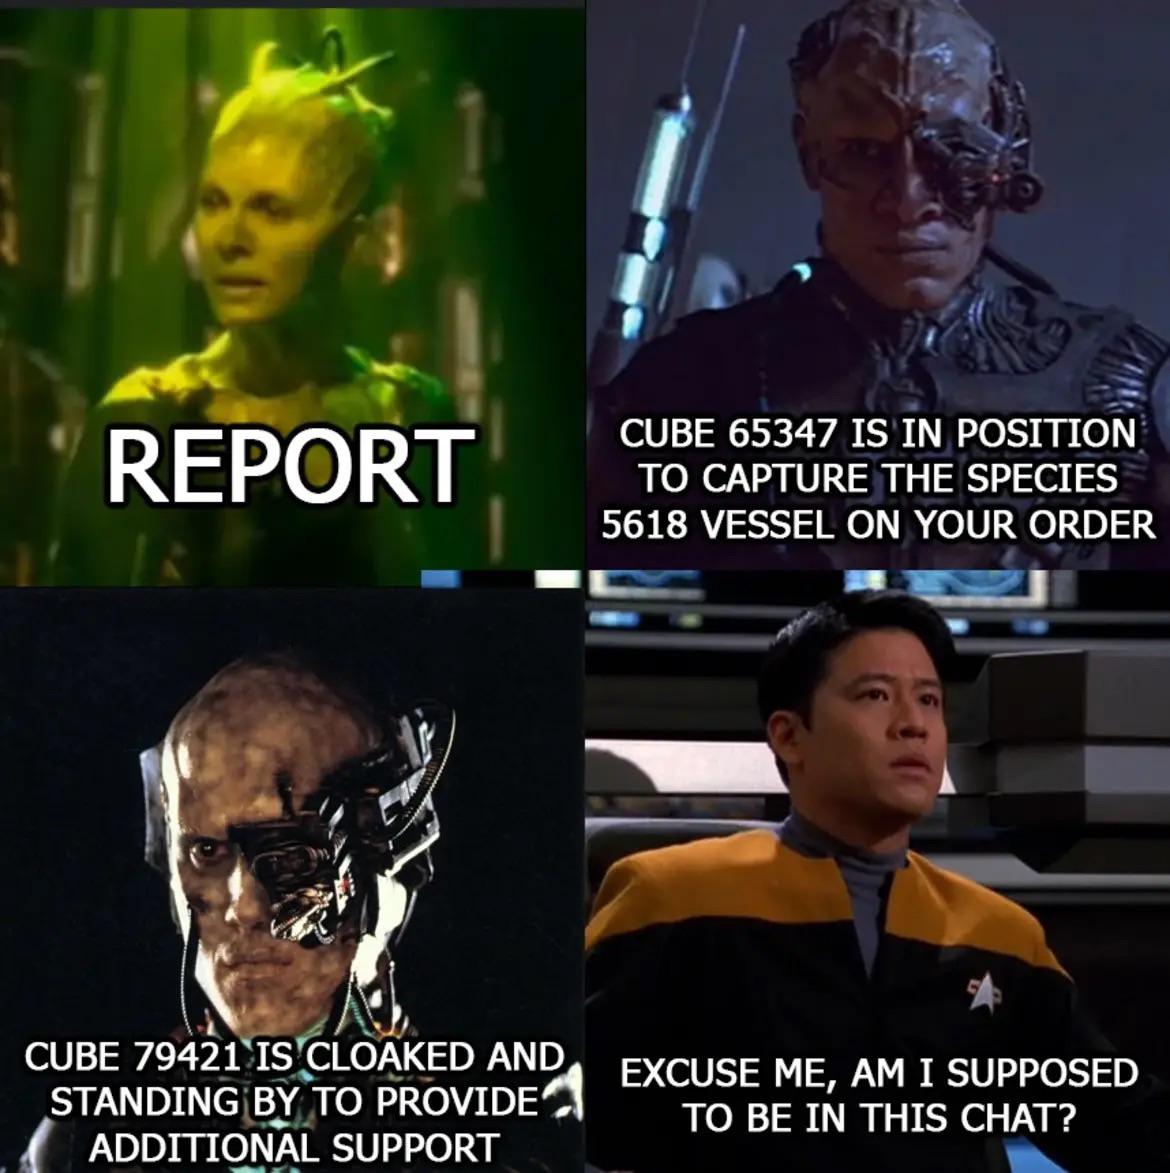 REPORT
CUBE 65347 IS IN POSITION
TO CAPTURE THE SPECIES
5618 VESSEL ON YOUR ORDER
CUBE 79421 IS CLOAKED AND
STANDING BY TO PROVIDE
ADDITIONAL SUPPORT
EXCUSE ME, AM I SUPPOSED
TO BE IN THIS CHAT?